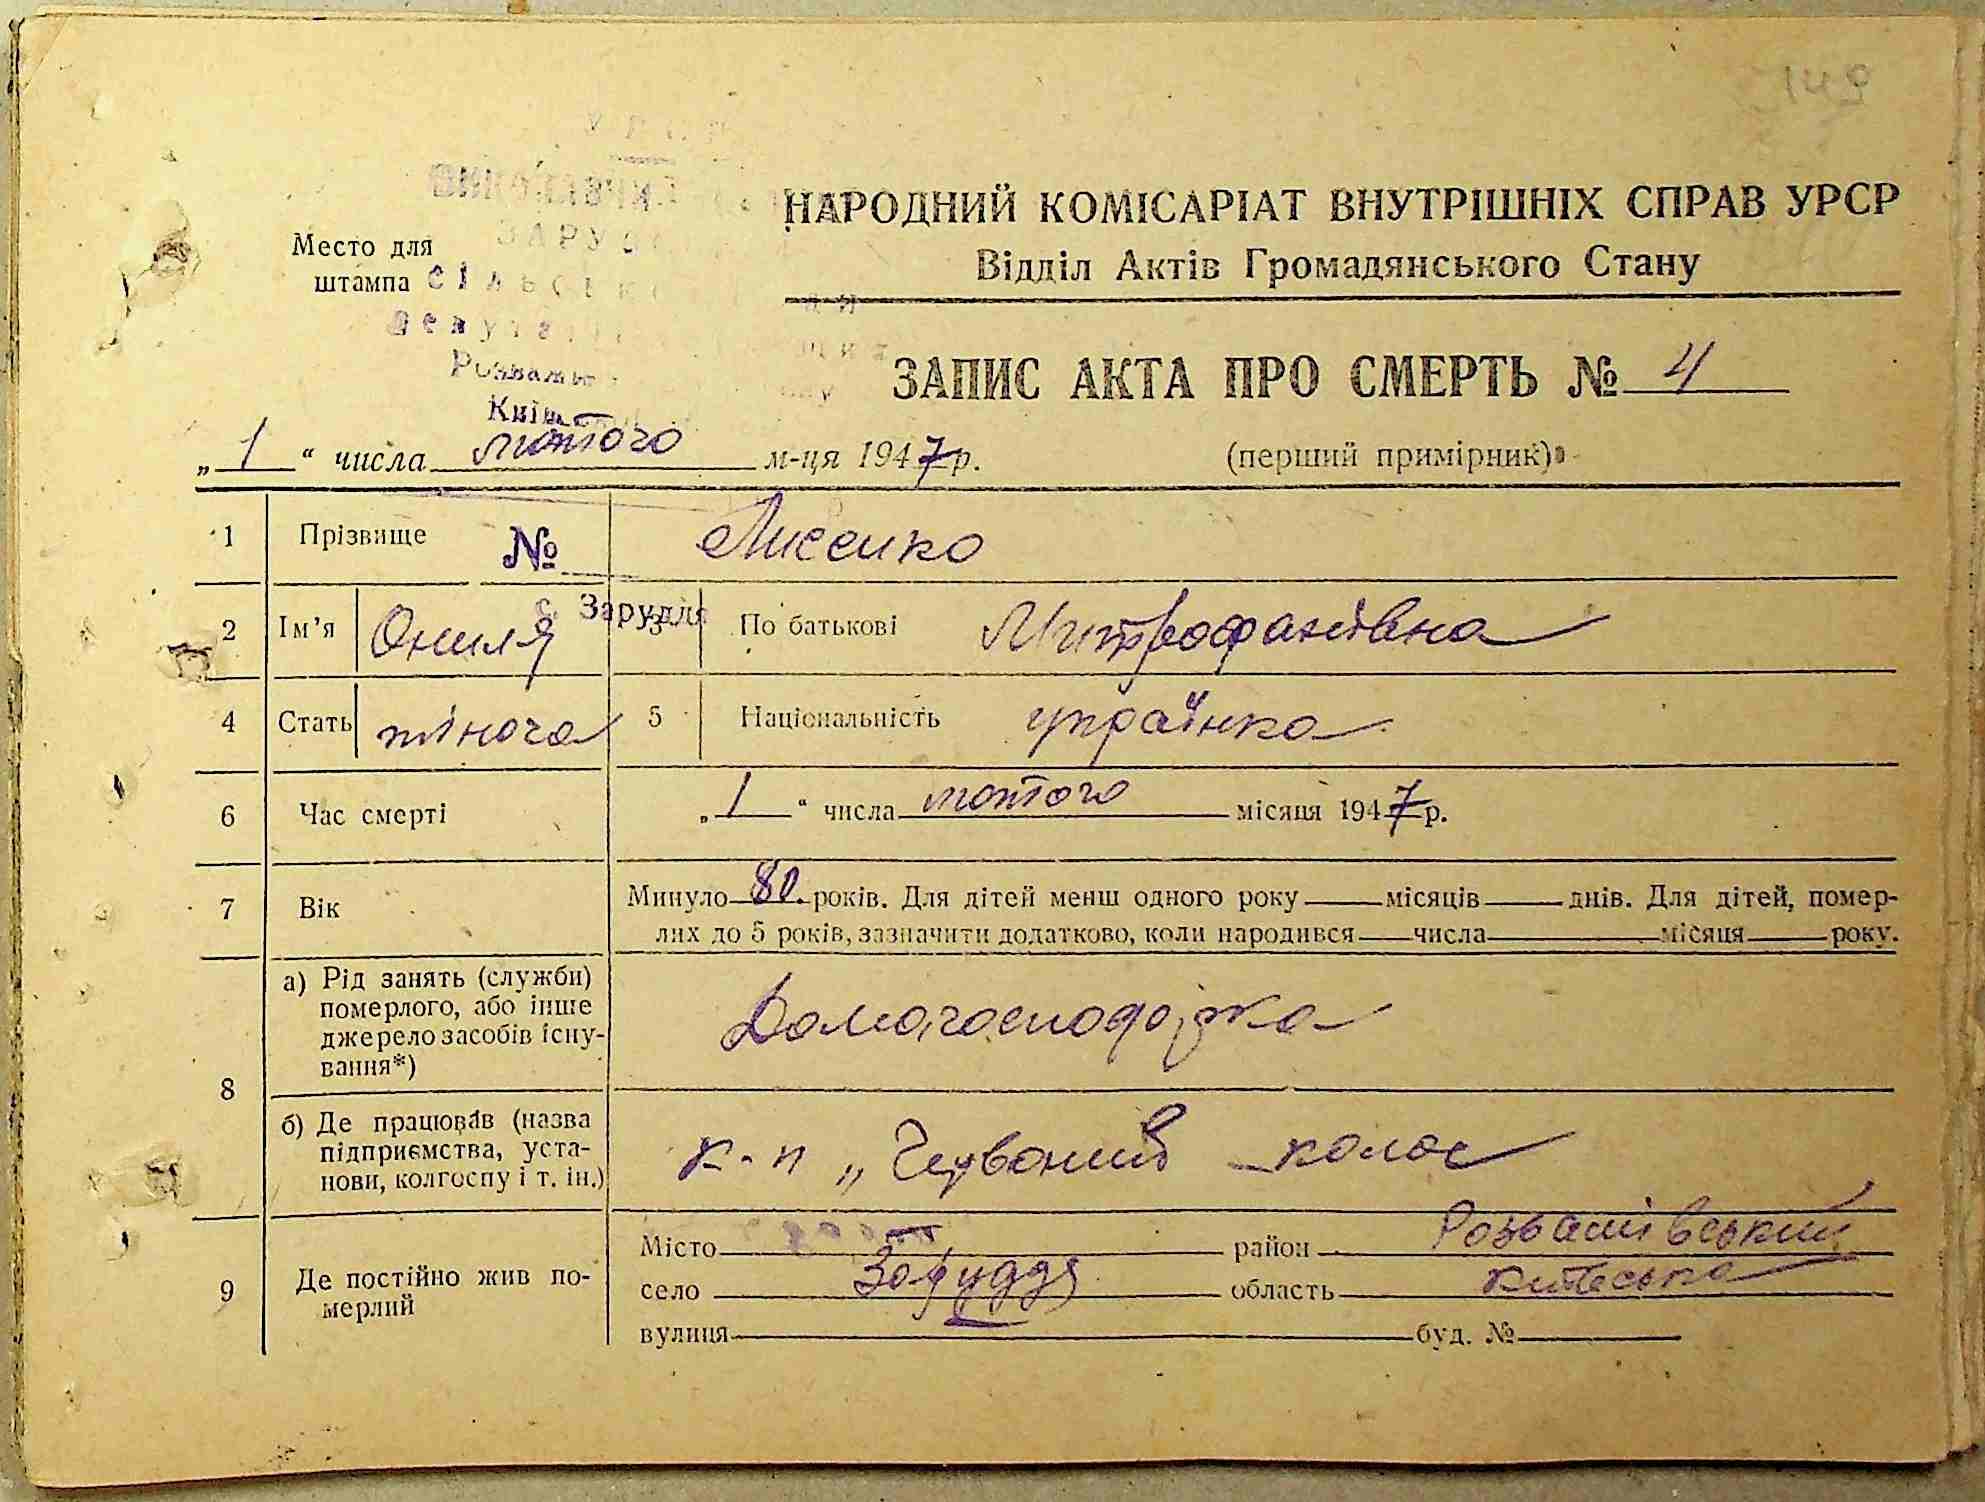 НАРОДНИЙ КОМІСАРІАТ ВНУТРІШНІХ СПРАВ УРСР
Відділ Актів Громадянського Стану
Место для
штампа
ЗАПИС АКТА ПРО СМЕРТЬ № 4
„1“ числа лютого м-ця 1947 р.
(перший примірник)
1 Прізвище Лисенко
№
с. Заруддя
2 Ім'я Ониля 3 По батькові Митрофанівна
4 Стать жіноча 5 Національність українка
6 Час смерті „1“ числа лютого місяця 1947 р.
7 Вік Минуло 80 років. Для дітей менш одного року місяців днів. Для дітей, помер-
лих до 5 років, зазначити додатково, коли народився числа місяця року.
8 а) Рід занять (служби)
померлого, або інше
джерело засобів існу-
вання*)
Домогосподарка
б) Де працював (назва
підприємства, уста-
нови, колгоспу і т. ін.)
к-п „Червоний колос
9 Де постійно жив по-
мерлий
Місто район Розважівський
село Заруддя область Київська
вулиця буд. №